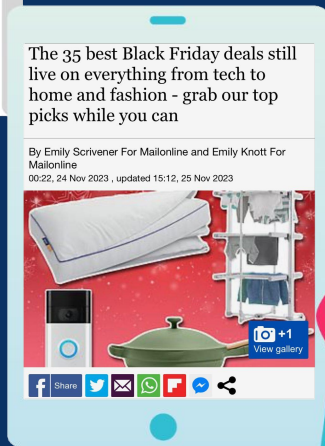 The 35 best Black Friday deals still
live on everything from tech to
home and fashion - grab our top
picks while you can
By Emily Scrivener For Mailonline and Emily Knott For
Mailonline
00:22, 24 Nov 2023 , updated 15:12, 25 Nov 2023
+1
View gallery
Share